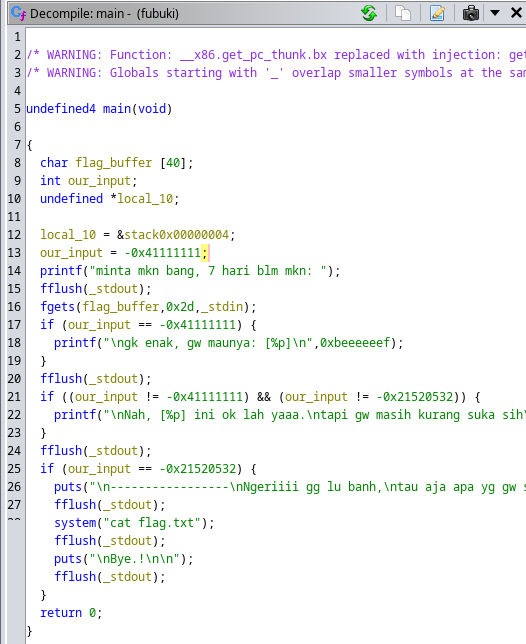 Decompile: main - (fubuki)
1
2 /* WARNING: Function: __x86.get_pc_thunk.bx replaced with injection: get
3 /* WARNING: Globals starting with '_' overlap smaller symbols at the sam
4
5 undefined4 main(void)
6
7 {
8 char flag_buffer [40];
9 int our_input;
10 undefined *local_10;
11
12 local_10 = &stack0x00000004;
13 our_input = -0x41111111;
14 printf("minta mkn bang, 7 hari blm mkn: ");
15 fflush(_stdout);
16 fgets(flag_buffer,0x2d,_stdin);
17 if (our_input == -0x41111111) {
18 printf("\ngk enak, gw maunya: [%p]\n",0xbeeeeeef);
19 }
20 fflush(_stdout);
21 if ((our_input != -0x41111111) && (our_input != -0x21520532)) {
22 printf("\nNah, [%p] ini ok lah yaaa.\ntapi gw masih kurang suka sih\
23 }
24 fflush(_stdout);
25 if (our_input == -0x21520532) {
26 puts("\n-----------------\nNgeriiii gg lu banh,\ntau aja apa yg gw s
27 fflush(_stdout);
28 system("cat flag.txt");
fflush(_stdout);
puts("\nBye.!\n\n");
fflush(_stdout);
}
return 0;
}